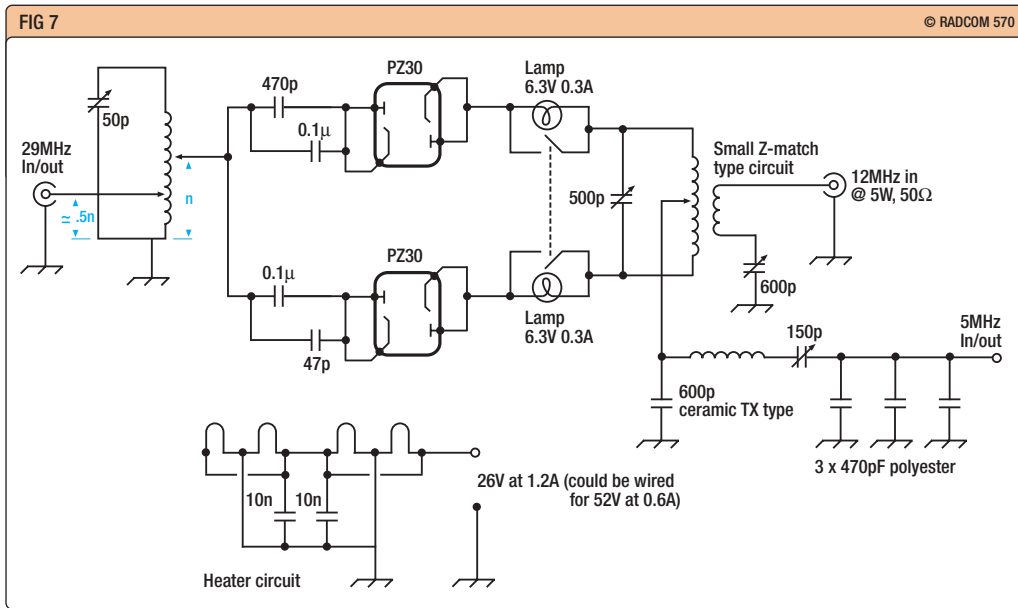 FIG 7
© RADCOM 570
50p
29MHz
In/out
≃ .5n
n
470p
0.1μ
PZ30
Lamp
6.3V 0.3A
500p
Small Z-match
type circuit
12MHz in
@ 5W, 50Ω
600p
0.1μ
47p
PZ30
Lamp
6.3V 0.3A
150p
5MHz
In/out
600p
ceramic TX type
3 x 470pF polyester
10n
10n
26V at 1.2A (could be wired
for 52V at 0.6A)
Heater circuit